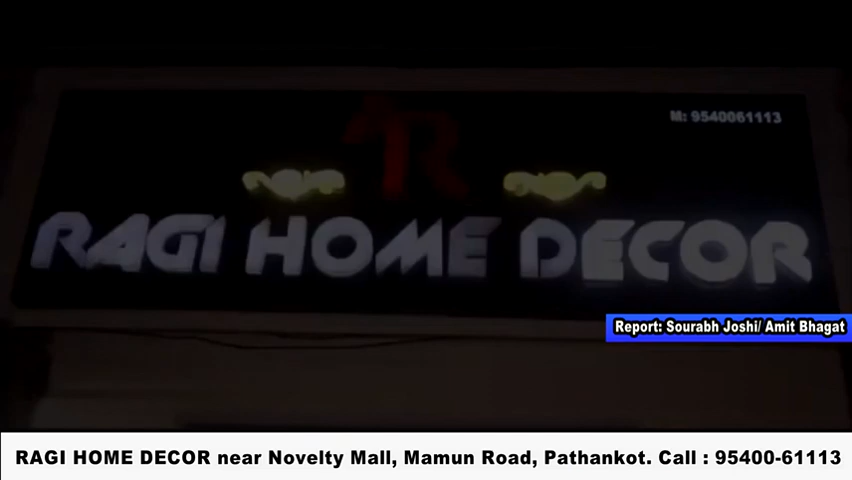 R
M: 9540061113
RAGI HOME DECOR
Report: Sourabh Joshi/ Amit Bhagat
RAGI HOME DECOR near Novelty Mall, Mamun Road, Pathankot. Call : 95400-61113